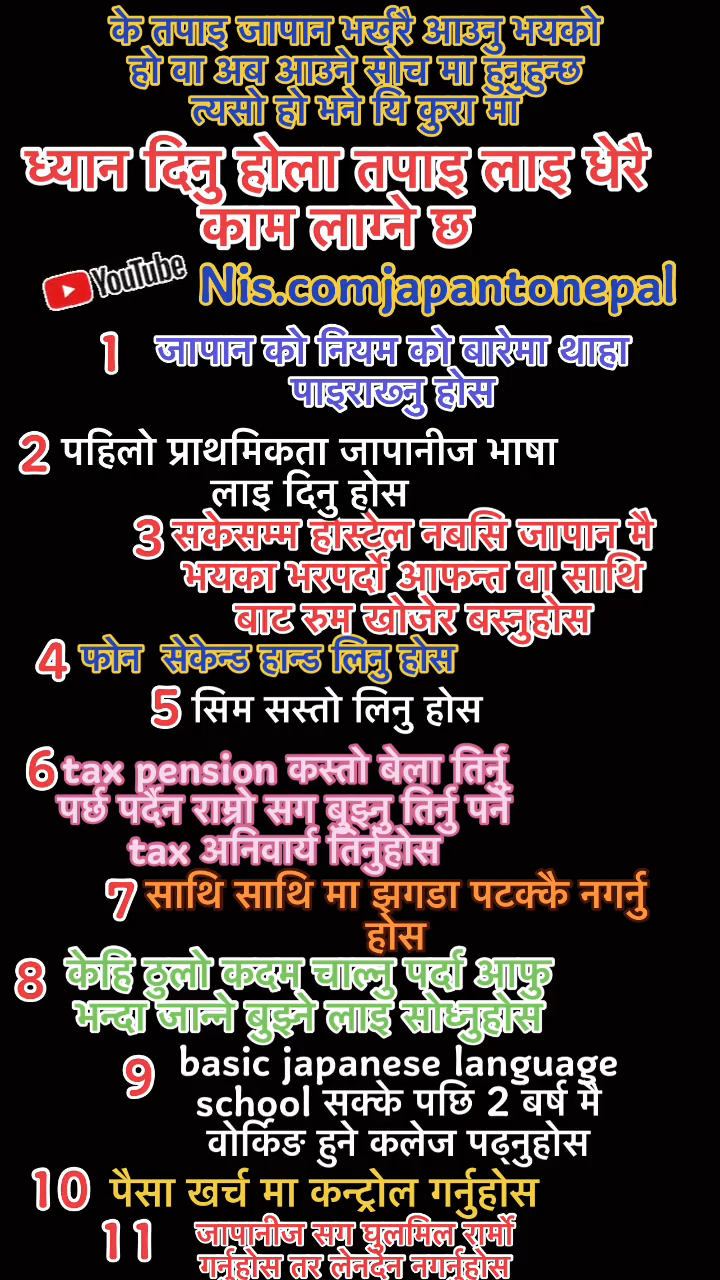 के तपाइ जापान भर्खरै आउनु भयको
हो वा अब आउने सोच मा हुनुहुन्छ
त्यसो हो भने यि कुरा मा
ध्यान दिनु होला तपाइ लाइ धेरै
काम लाग्ने छ
YouTube Nis.comjapantonepal
1 जापान को नियम को बारेमा थाहा
पाइराख्नु होस
2 पहिलो प्राथमिकता जापानीज भाषा
लाइ दिनु होस
3 सकेसम्म होस्टेल नबसि जापान मै
भयका भरपर्दो आफन्त वा साथि
बाट रुम खोजेर बस्नुहोस
4 फोन सेकेन्ड हान्ड लिनु होस
5 सिम सस्तो लिनु होस
6 tax pension कस्तो बेला तिर्नु
पर्छ पर्दैन राम्रो सग बुझ्नु तिर्नु पर्ने
tax अनिवार्य तिर्नुहोस
7 साथि साथि मा झगडा पटक्कै नगर्नु
होस
8 केहि ठुलो कदम चाल्नु पर्दा आफु
भन्दा जान्ने बुझ्ने लाइ सोध्नुहोस
9 basic japanese language
school सक्के पछि 2 बर्ष मै
वोर्किङ हुने कलेज पढ्नुहोस
10 पैसा खर्च मा कन्ट्रोल गर्नुहोस
11 जापानीज सग घुलमिल रार्मो
गर्नुहोस तर लेनदेन नगर्नुहोस